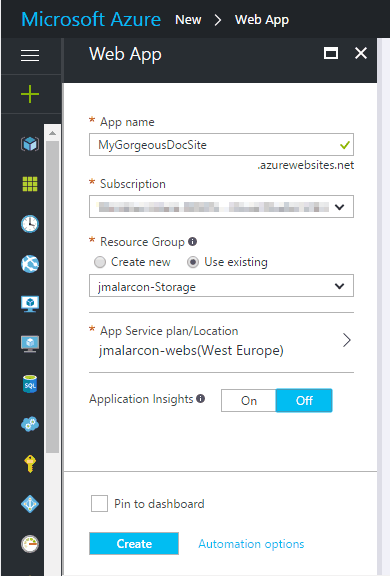 Microsoft Azure New > Web App
Web App
* App name
MyGorgeousDocSite
.azurewebsites.net
* Subscription
* Resource Group
Create new Use existing
jmalarcon-Storage
* App Service plan/Location
jmalarcon-webs(West Europe)
Application Insights On Off
Pin to dashboard
Create Automation options
SQL